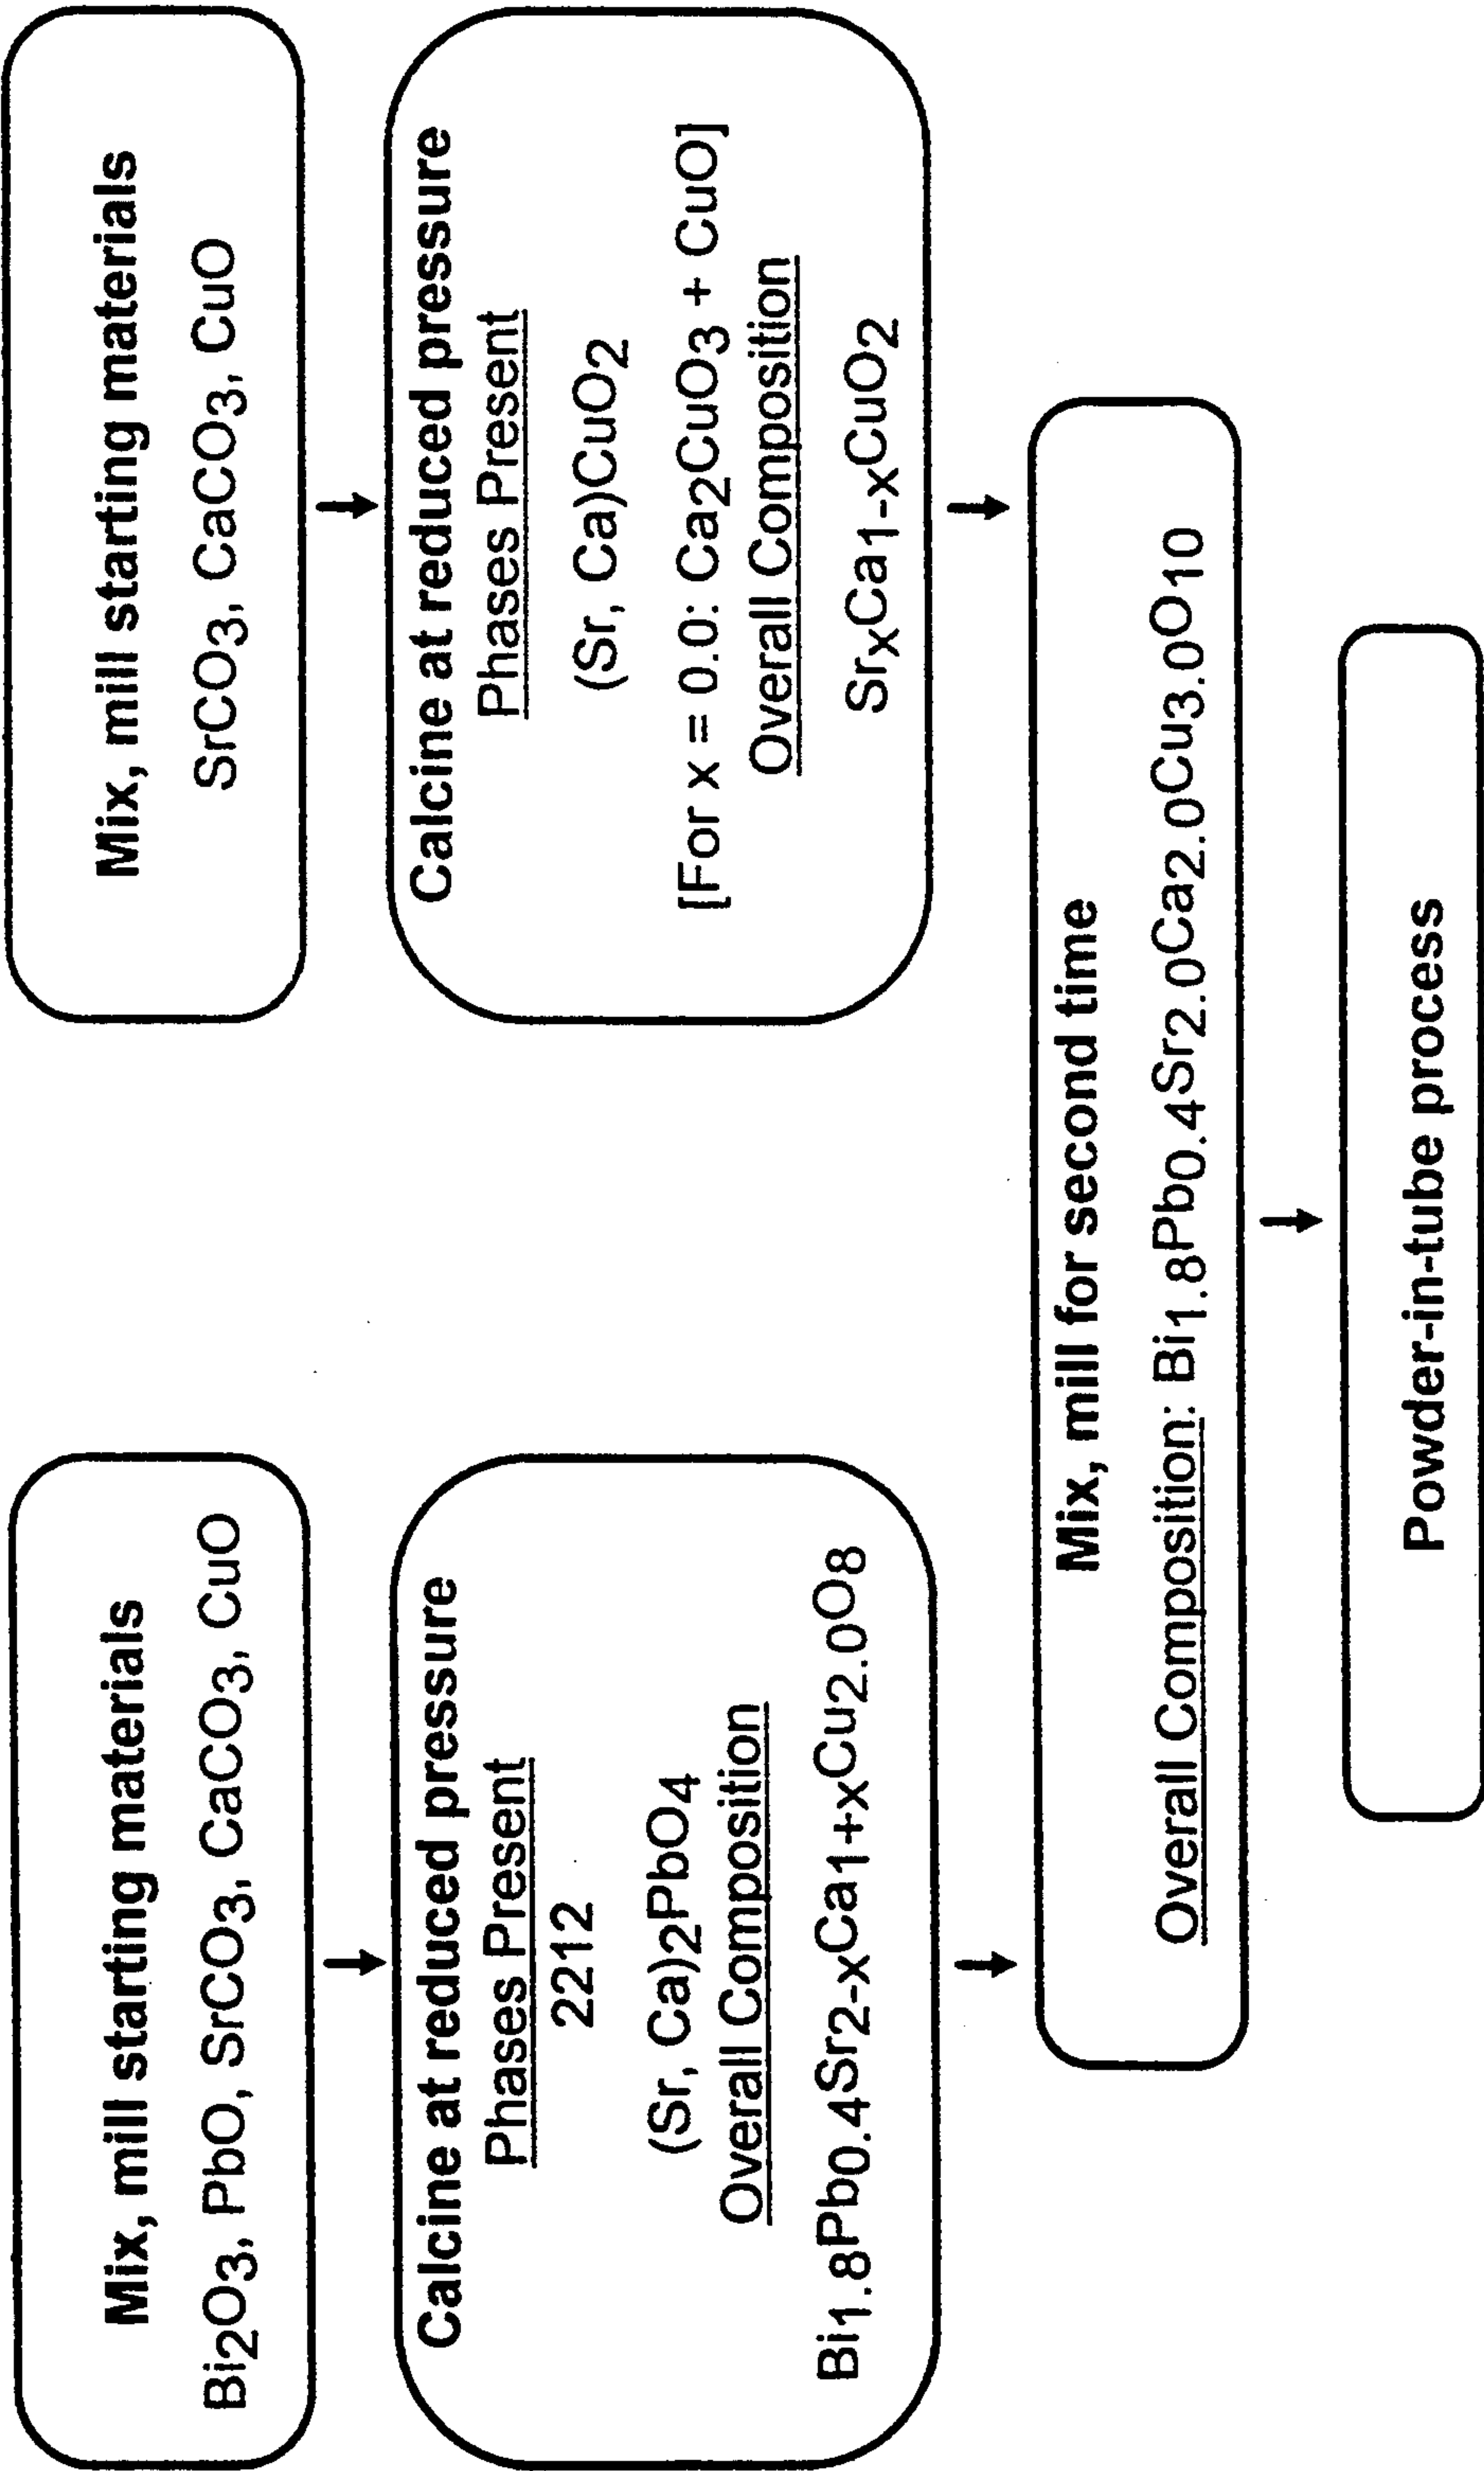 Mix, mill starting materials
Bi2O3, PbO, SrCO3, CaCO3, CuO
Calcine at reduced pressure
Phases Present
2212
(Sr, Ca)2PbO4
Overall Composition
Bi1.8Pb0.4Sr2-xCa1+xCu2.0O8
Mix, mill starting materials
SrCO3, CaCO3, CuO
Calcine at reduced pressure
Phases Present
(Sr, Ca)CuO2
[For x = 0.0: Ca2CuO3 + CuO]
Overall Composition
SrxCa1-xCuO2
Mix, mill for second time
Overall Composition: Bi1.8Pb0.4Sr2.0Ca2.0Cu3.0O10
Powder-in-tube process